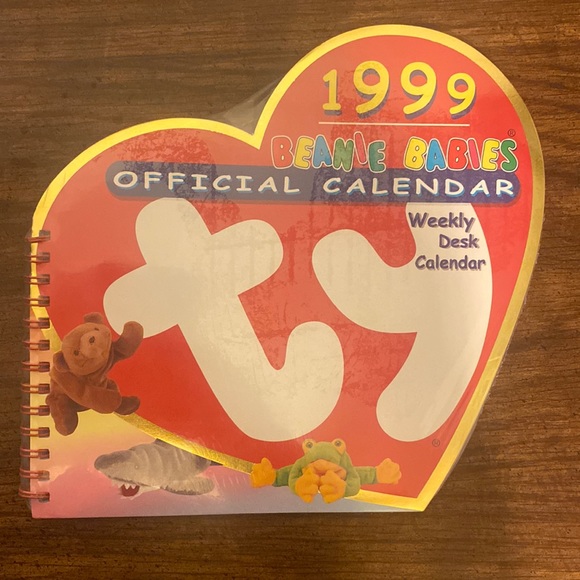 1999
BEANIE BABIES®
OFFICIAL CALENDAR
Weekly
Desk
Calendar
ty®